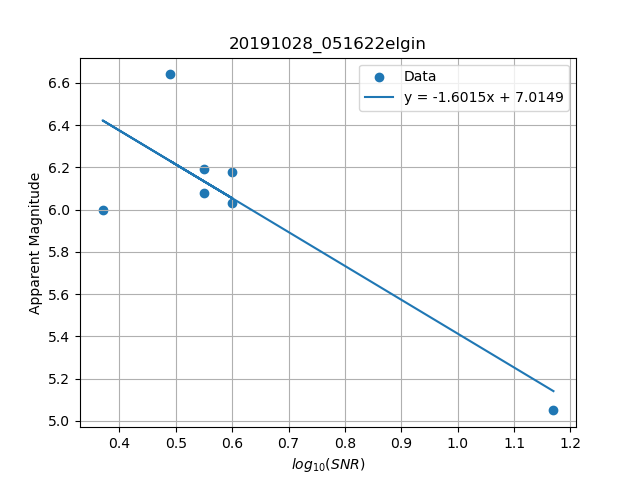 20191028_051622elgin
Data
y = -1.6015x + 7.0149
Apparent Magnitude
6.6
6.4
6.2
6.0
5.8
5.6
5.4
5.2
5.0
0.4 0.5 0.6 0.7 0.8 0.9 1.0 1.1 1.2
log₁₀(SNR)